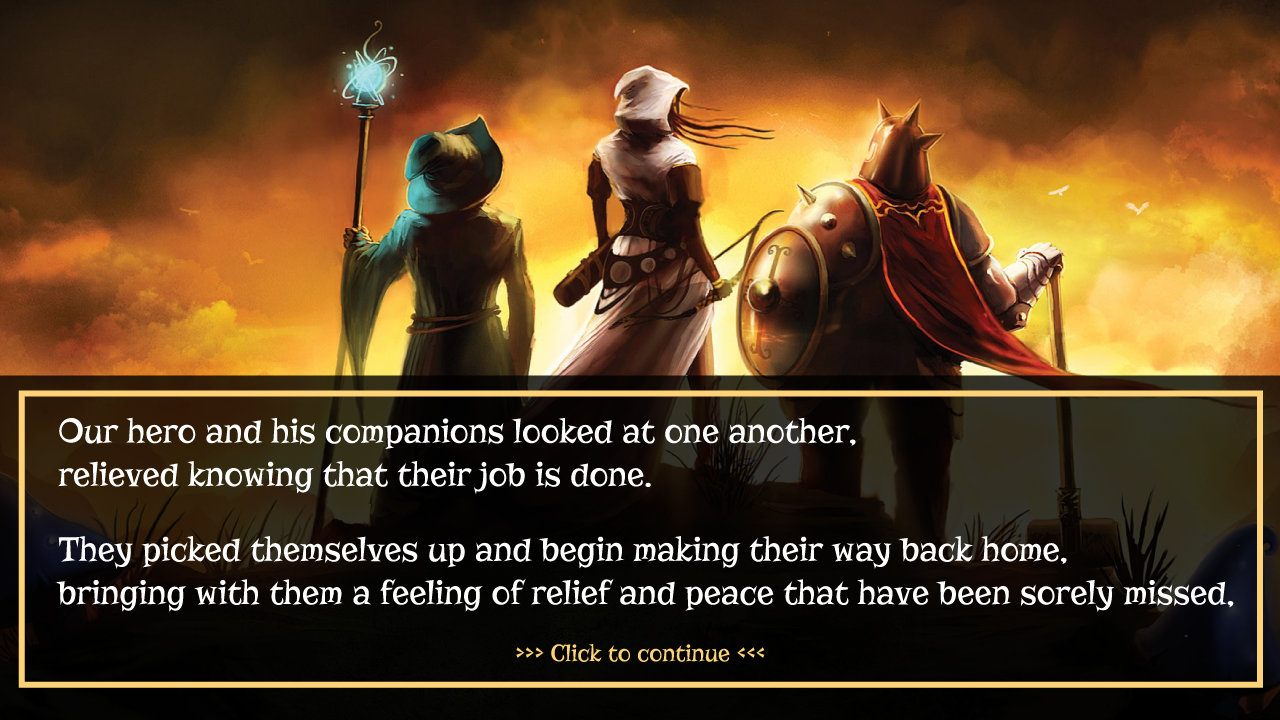 Our hero and his companions looked at one another,
relieved knowing that their job is done.
They picked themselves up and begin making their way back home,
bringing with them a feeling of relief and peace that have been sorely missed,
>>> Click to continue <<<